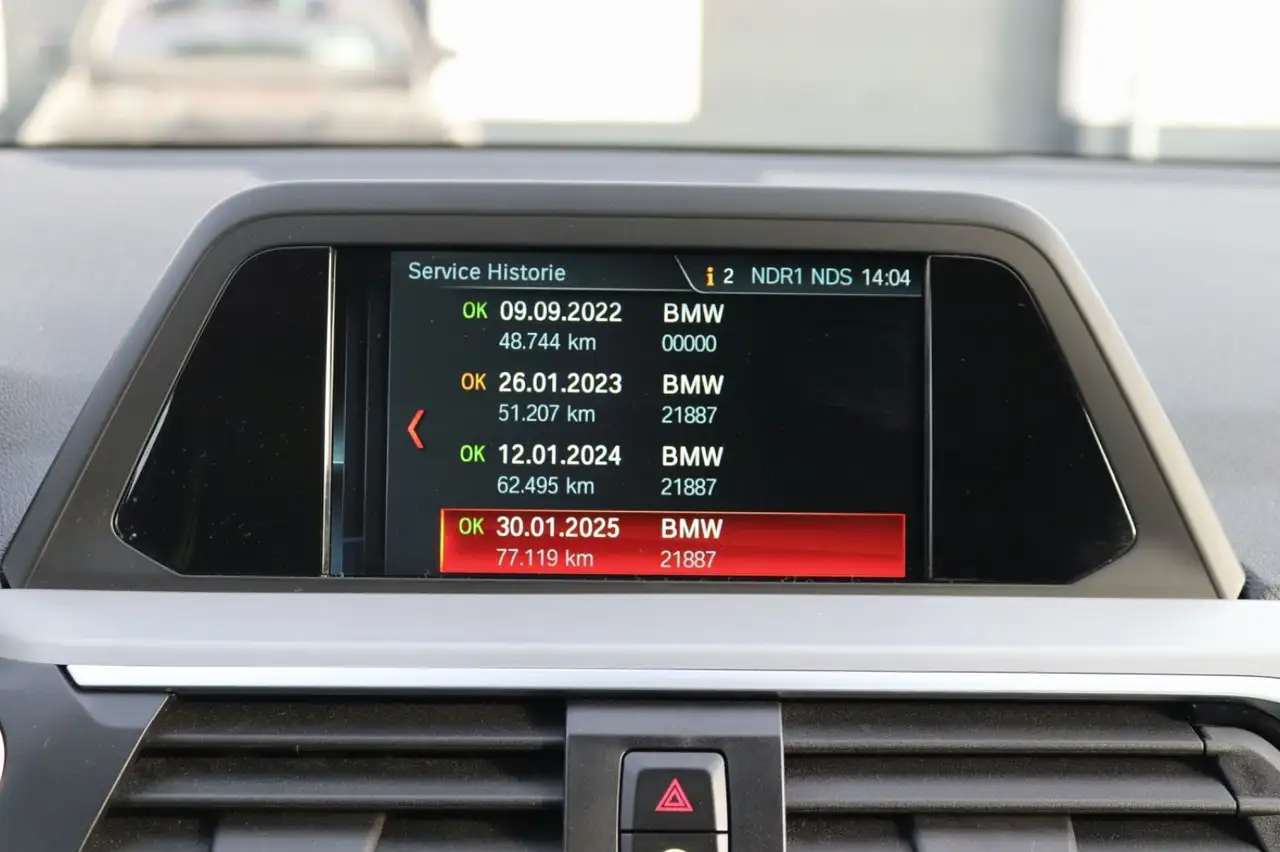 Service Historie
i 2 NDR1 NDS 14:04
OK 09.09.2022 BMW
48.744 km 00000
OK 26.01.2023 BMW
51.207 km 21887
OK 12.01.2024 BMW
62.495 km 21887
OK 30.01.2025 BMW
77.119 km 21887